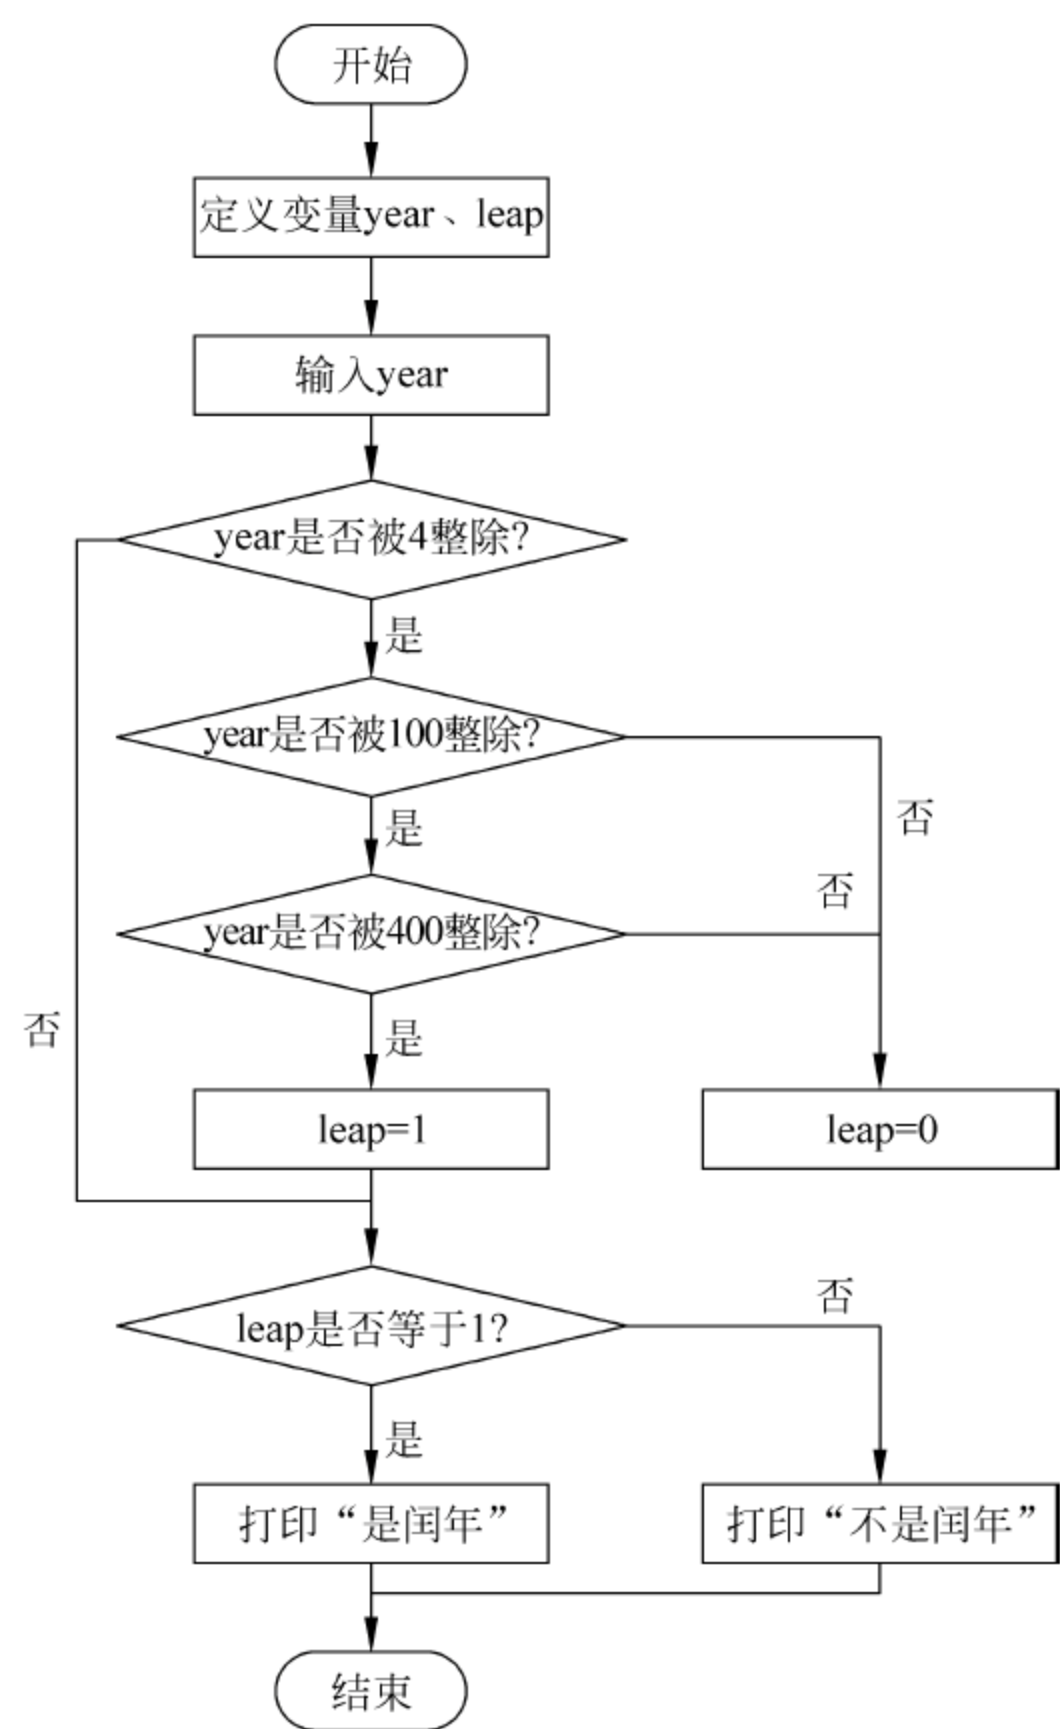 开始
定义变量year、leap
输入year
year是否被4整除?
是
year是否被100整除?
否
是
否
year是否被400整除?
否
是
leap=1
leap=0
否
leap是否等于1?
是
打印“是闰年”
打印“不是闰年”
结束